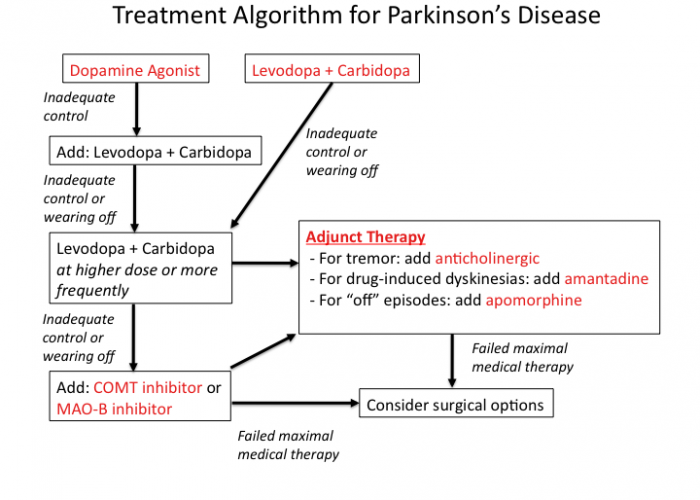 Treatment Algorithm for Parkinson’s Disease
Dopamine Agonist
Levodopa + Carbidopa
Inadequate
control
Inadequate
control or
wearing off
Add: Levodopa + Carbidopa
Inadequate
control or
wearing off
Levodopa + Carbidopa
at higher dose or more
frequently
Adjunct Therapy
- For tremor: add anticholinergic
- For drug-induced dyskinesias: add amantadine
- For “off” episodes: add apomorphine
Inadequate
control or
wearing off
Failed maximal
medical therapy
Add: COMT inhibitor or
MAO-B inhibitor
Consider surgical options
Failed maximal
medical therapy